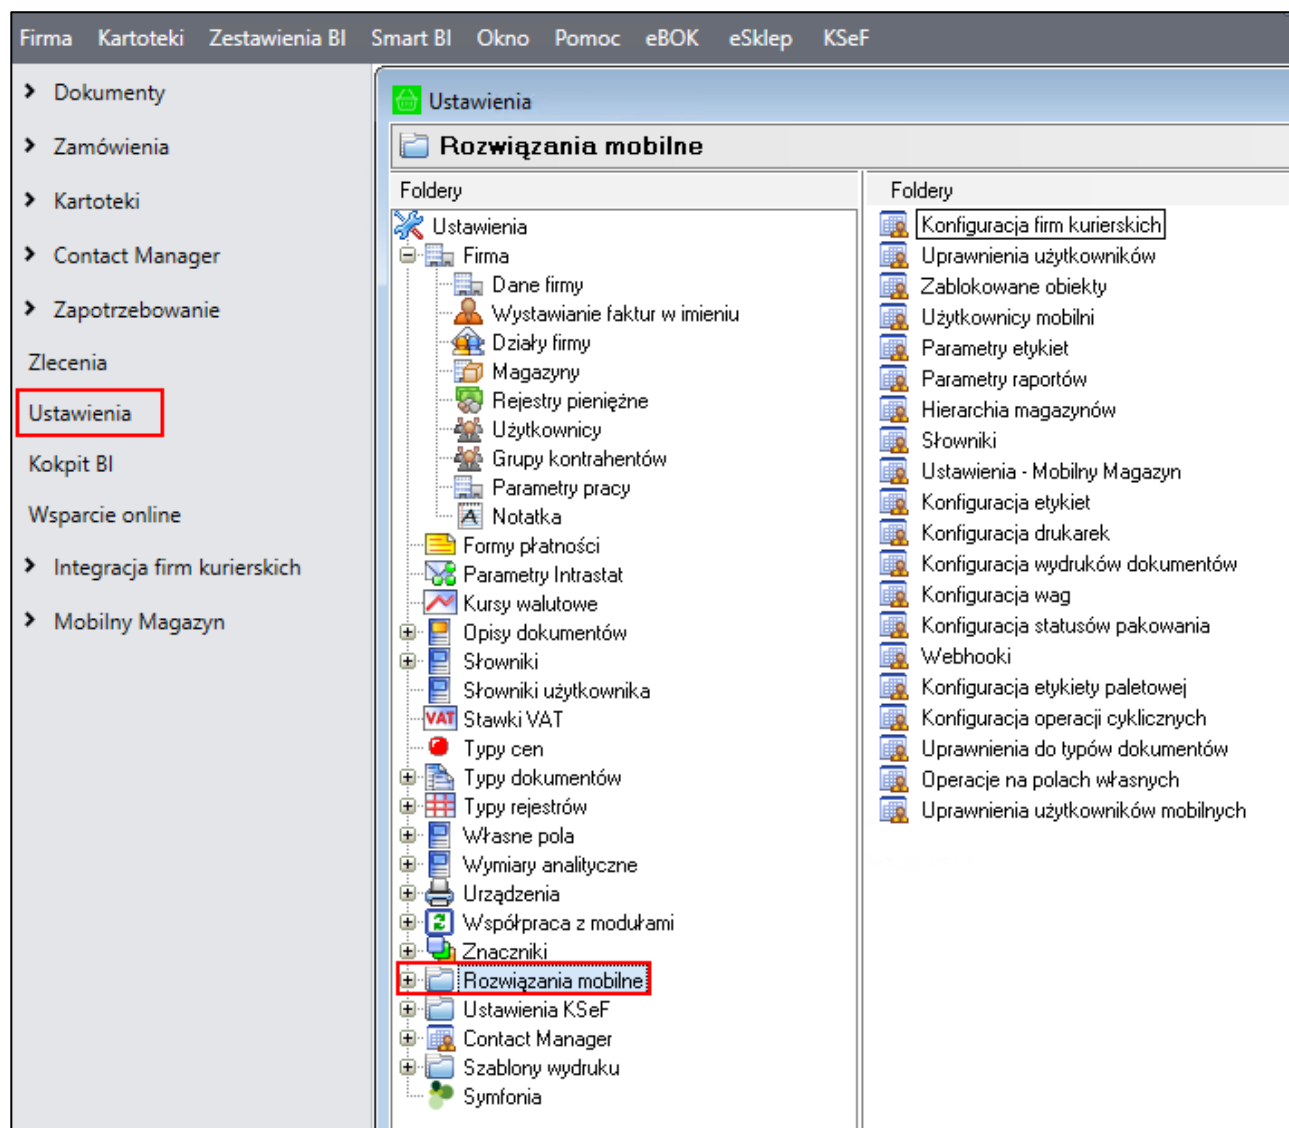 Firma Kartoteki Zestawienia BI Smart BI Okno Pomoc eBOK eSklep KSeF
Dokumenty
Zamówienia
Kartoteki
Contact Manager
Zapotrzebowanie
Zlecenia
Ustawienia
Kokpit BI
Wsparcie online
Integracja firm kurierskich
Mobilny Magazyn
Ustawienia
Rozwiązania mobilne
Foldery
Ustawienia
Firma
Dane firmy
Wystawianie faktur w imieniu
Działy firmy
Magazyny
Rejestry pieniężne
Użytkownicy
Grupy kontrahentów
Parametry pracy
Notatka
Formy płatności
Parametry Intrastat
Kursy walutowe
Opisy dokumentów
Słowniki
Słowniki użytkownika
VAT Stawki VAT
Typy cen
Typy dokumentów
Typy rejestrów
Własne pola
Wymiary analityczne
Urządzenia
Współpraca z modułami
Znaczniki
Rozwiązania mobilne
Ustawienia KSeF
Contact Manager
Szablony wydruku
Symfonia
Foldery
Konfiguracja firm kurierskich
Uprawnienia użytkowników
Zablokowane obiekty
Użytkownicy mobilni
Parametry etykiet
Parametry raportów
Hierarchia magazynów
Słowniki
Ustawienia - Mobilny Magazyn
Konfiguracja etykiet
Konfiguracja drukarek
Konfiguracja wydruków dokumentów
Konfiguracja wag
Konfiguracja statusów pakowania
Webhooki
Konfiguracja etykiety paletowej
Konfiguracja operacji cyklicznych
Uprawnienia do typów dokumentów
Operacje na polach własnych
Uprawnienia użytkowników mobilnych